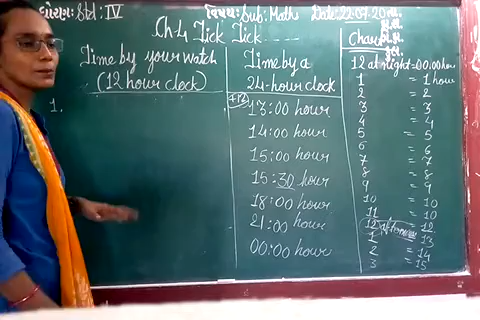 ધોરણ: Std: IV વિષય: Sub: Maths Date: 22-09-20
Ch-4 Tick Tick....
Time by your watch
(12 hour clock)
1.
Time by a
24-hour clock
+12
13:00 hour
14:00 hour
15:00 hour
15:30 hour
18:00 hour
21:00 hour
00:00 hour
Chart
12 at night = 00:00 hour
1 = 1 hour
2 = 2
3 = 3
4 = 4
5 = 5
6 = 6
7 = 7
8 = 8
9 = 9
10 = 10
11 = 10
12 afternoon = 12
1 = 13
2 = 14
3 = 15